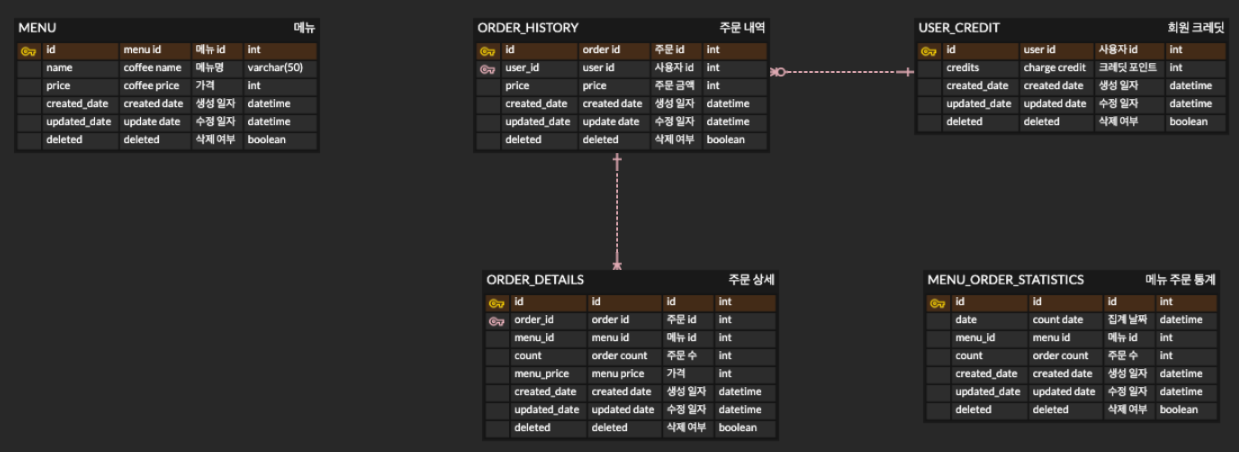 MENU 메뉴
id menu id 메뉴 id int
name coffee name 메뉴명 varchar(50)
price coffee price 가격 int
created_date created date 생성 일자 datetime
updated_date update date 수정 일자 datetime
deleted deleted 삭제 여부 boolean
ORDER_HISTORY 주문 내역
id order id 주문 id int
user_id user id 사용자 id int
price price 주문 금액 int
created_date created date 생성 일자 datetime
updated_date update date 수정 일자 datetime
deleted deleted 삭제 여부 boolean
USER_CREDIT 회원 크레딧
id user id 사용자 id int
credits charge credit 크레딧 포인트 int
created_date created date 생성 일자 datetime
updated_date updated date 수정 일자 datetime
deleted deleted 삭제 여부 boolean
ORDER_DETAILS 주문 상세
id id id int
order_id order id 주문 id int
menu_id menu id 메뉴 id int
count order count 주문 수 int
menu_price menu price 가격 int
created_date created date 생성 일자 datetime
updated_date updated date 수정 일자 datetime
deleted deleted 삭제 여부 boolean
MENU_ORDER_STATISTICS 메뉴 주문 통계
id id id int
date count date 집계 날짜 datetime
menu_id menu id 메뉴 id int
count order count 주문 수 int
created_date created date 생성 일자 datetime
updated_date updated date 수정 일자 datetime
deleted deleted 삭제 여부 boolean